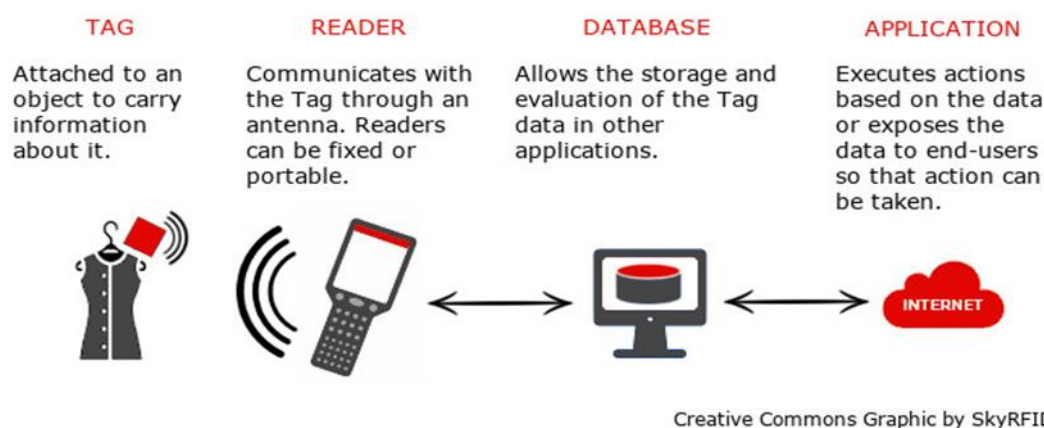 TAG
Attached to an
object to carry
information
about it.
READER
Communicates with
the Tag through an
antenna. Readers
can be fixed or
portable.
DATABASE
Allows the storage and
evaluation of the Tag
data in other
applications.
APPLICATION
Executes actions
based on the data
or exposes the
data to end-users
so that action can
be taken.
INTERNET
Creative Commons Graphic by SkyRFID